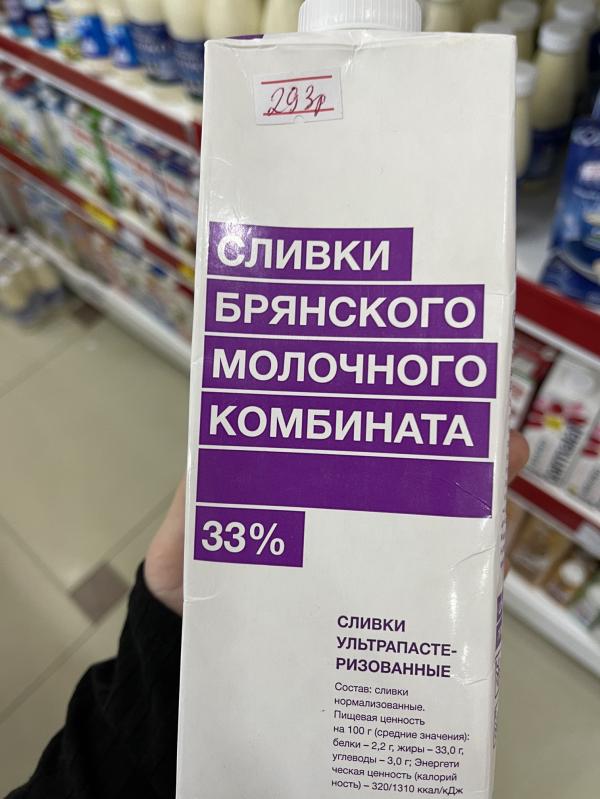 293р
СЛИВКИ
БРЯНСКОГО
МОЛОЧНОГО
КОМБИНАТА
33%
СЛИВКИ
УЛЬТРАПАСТЕ-
РИЗОВАННЫЕ
Состав: сливки
нормализованные.
Пищевая ценность
на 100 г (средние значения):
белки – 2,2 г, жиры – 33,0 г,
углеводы – 3,0 г; Энергети
ческая ценность (калорий
ность) – 320/1310 ккал/кДж